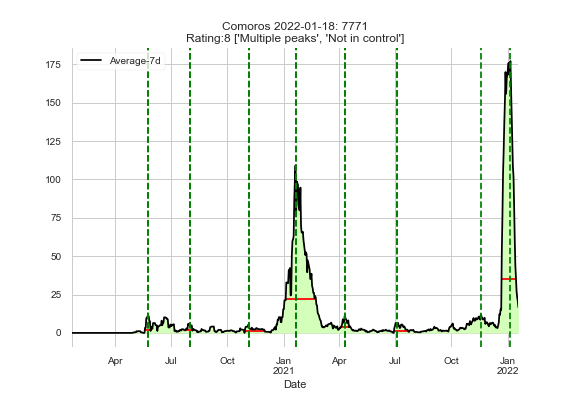 Comoros 2022-01-18: 7771
Rating:8 ['Multiple peaks', 'Not in control']
Average-7d
175
150
125
100
75
50
25
0
Apr Jul Oct Jan Apr Jul Oct Jan
2021 2022
Date